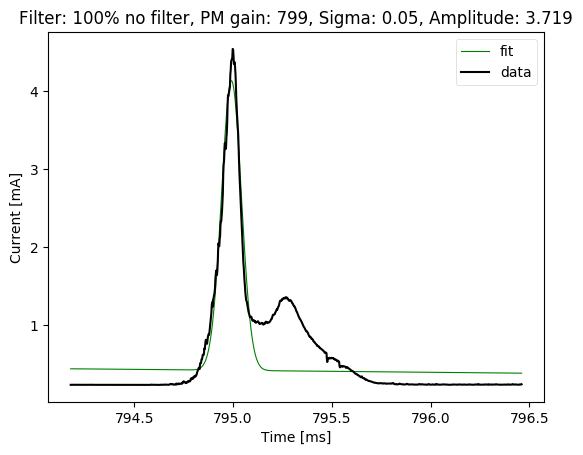 Filter: 100% no filter, PM gain: 799, Sigma: 0.05, Amplitude: 3.719
fit
data
4
3
2
1
Current [mA]
794.5 795.0 795.5 796.0 796.5
Time [ms]